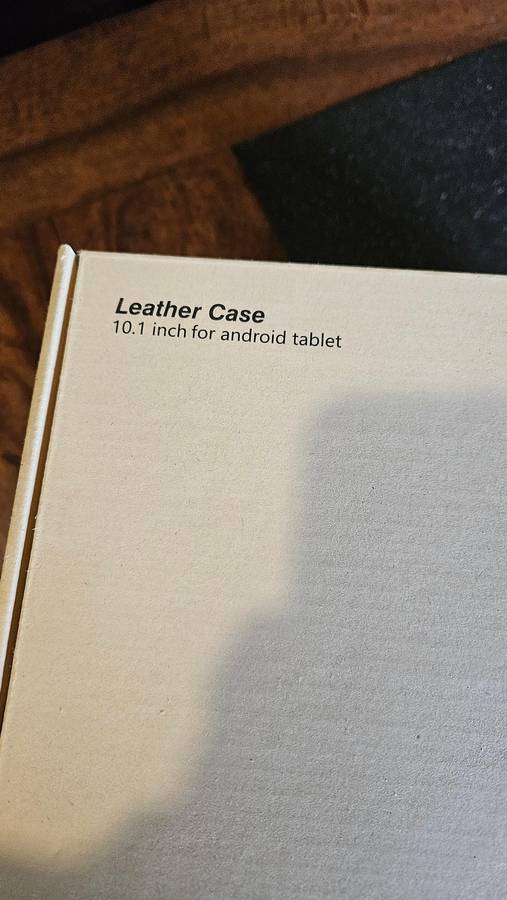 Leather Case
10.1 inch for android tablet